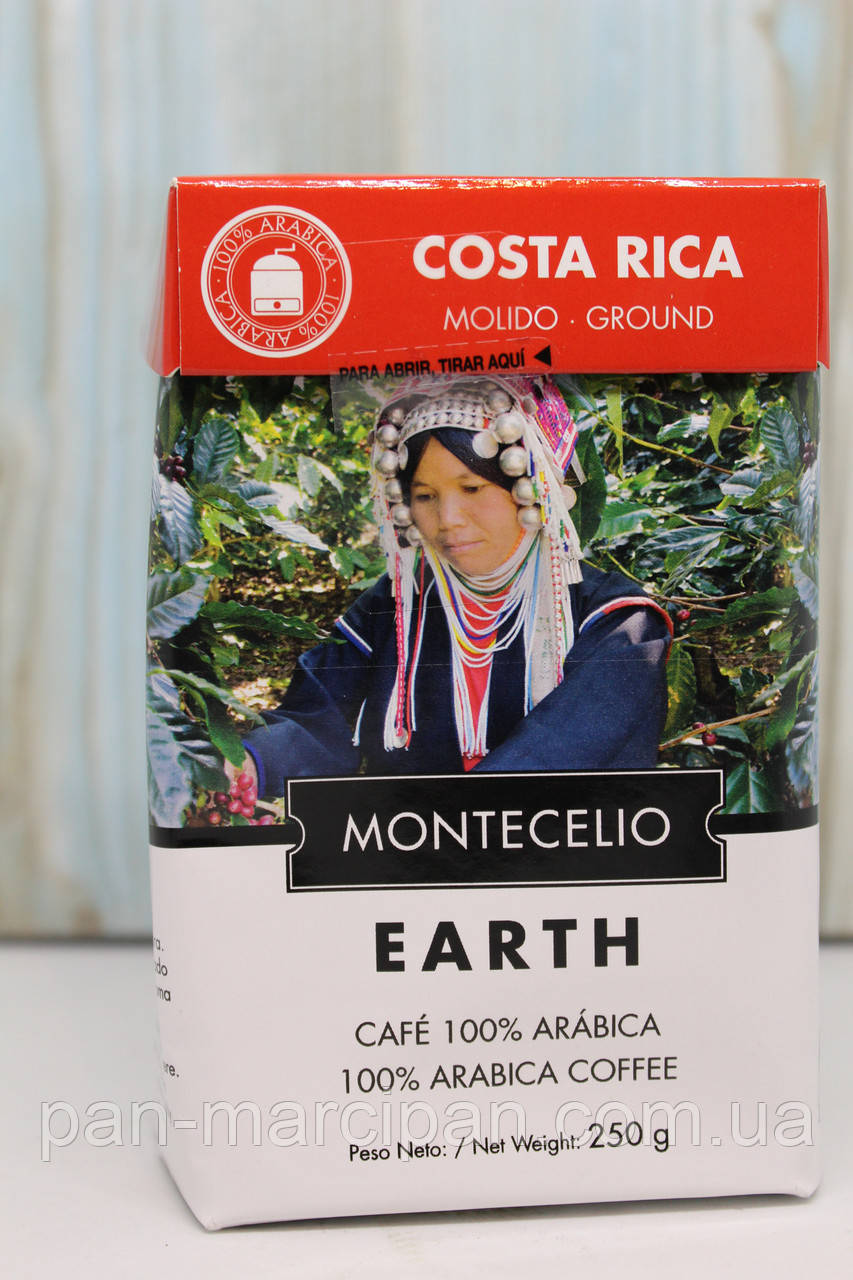 100% ARABICA · 100% ARABICA ·
COSTA RICA
MOLIDO · GROUND
PARA ABRIR, TIRAR AQUÍ
MONTECELIO
EARTH
CAFÉ 100% ARÁBICA
100% ARABICA COFFEE
Peso Neto: / Net Weight: 250 g
pan-marcipan.com.ua